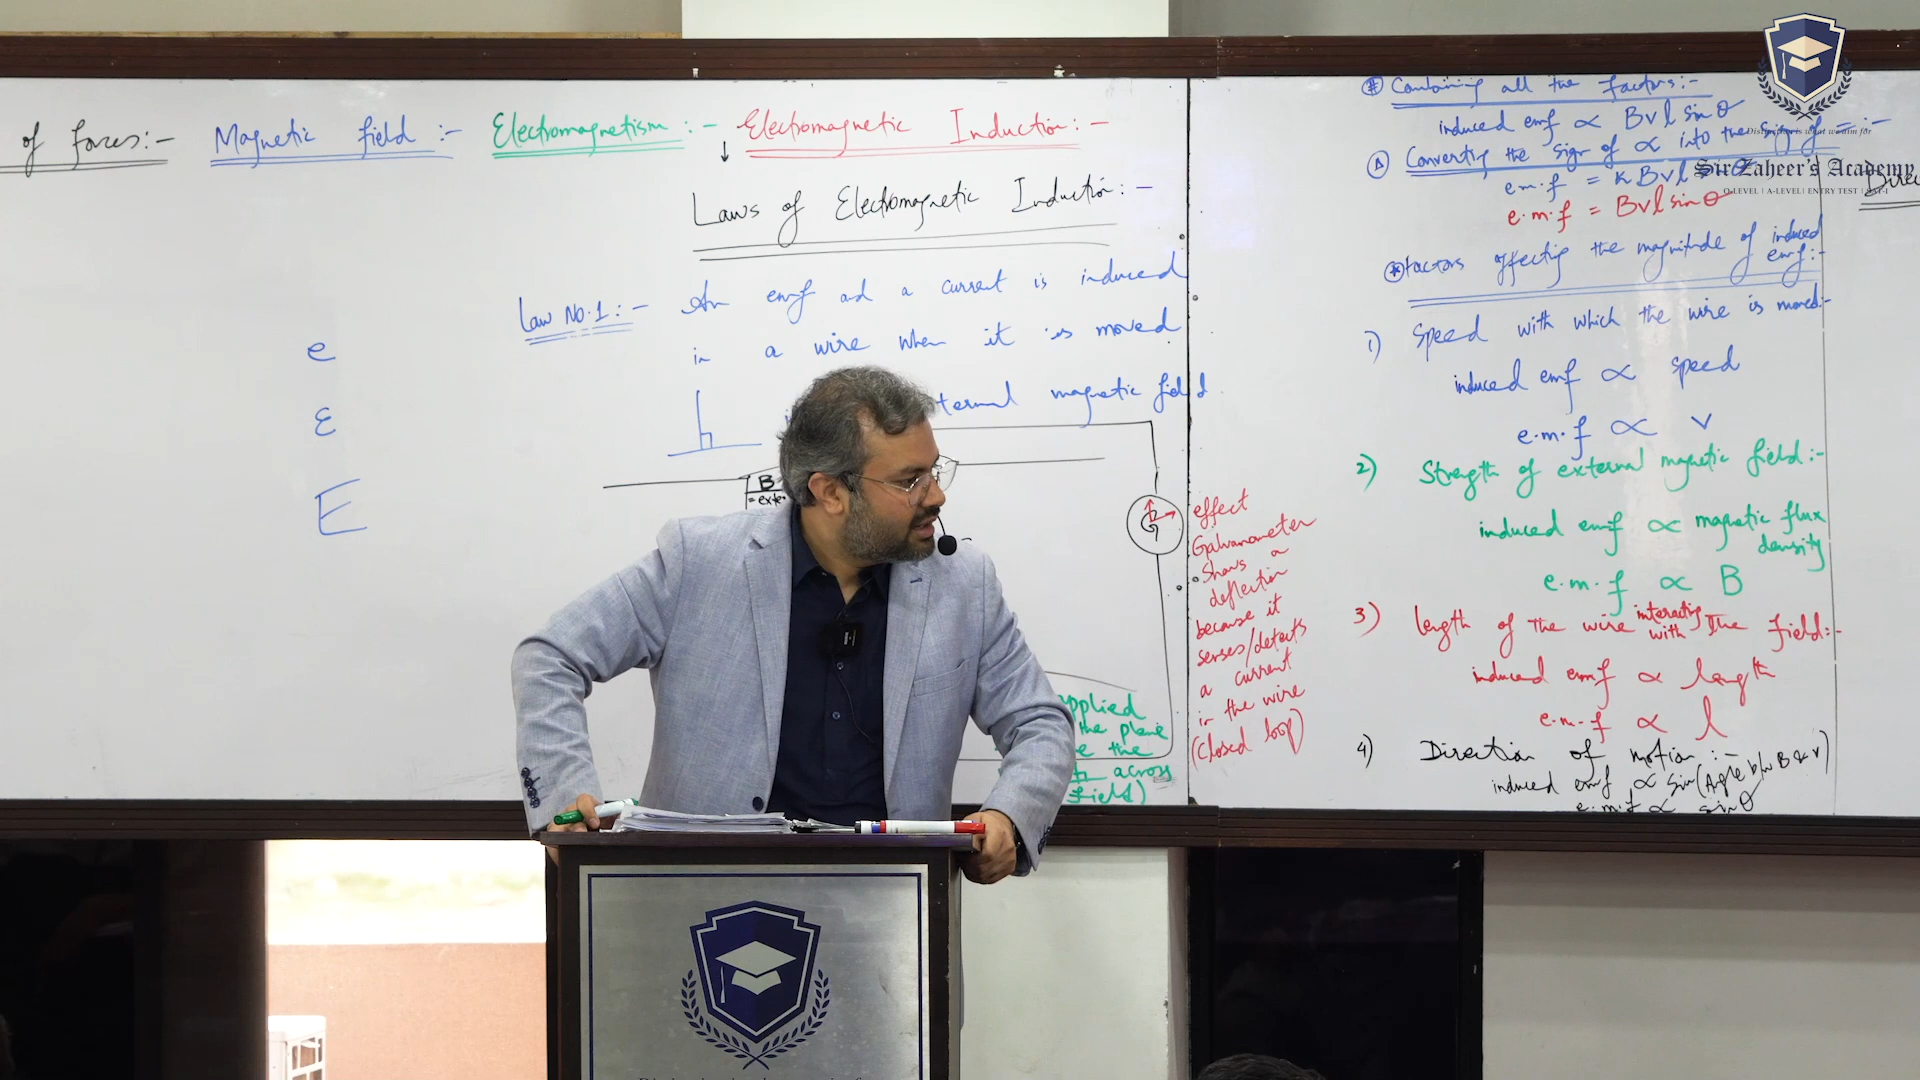 of forces:-
Magnetic field :-
Electromagnetism :-
Electromagnetic Induction:-
Laws of Electromagnetic Induction:-
Law No.1:- An emf and a current is induced
in a wire when it is moved
magnetic field
e
ε
E
B
G
effect
Galvanometer
shows a
deflection
because it
senses/detects
a current
in the wire
(closed loop)
applied
the plane
the
across
field)
Combining all the factors:-
induced emf ∝ B v l sin θ
Converting the sign of ∝ into the sign of = :-
e.m.f = k B v l
e.m.f = B v l sin θ
Factors affecting the magnitude of induced
emf:-
1) Speed with which the wire is moved:-
induced emf ∝ speed
e.m.f ∝ v
2) Strength of external magnetic field:-
induced emf ∝ magnetic flux
density
e.m.f ∝ B
3) length of the wire interacting with the field:-
induced emf ∝ length
e.m.f ∝ l
4) Direction of motion:-
induced emf ∝ sin(Angle b/w B & v)
e.m.f ∝ sin θ
Sir Zaheer's Academy
O-LEVEL | A-LEVEL | ENTRY TEST | SAT-I